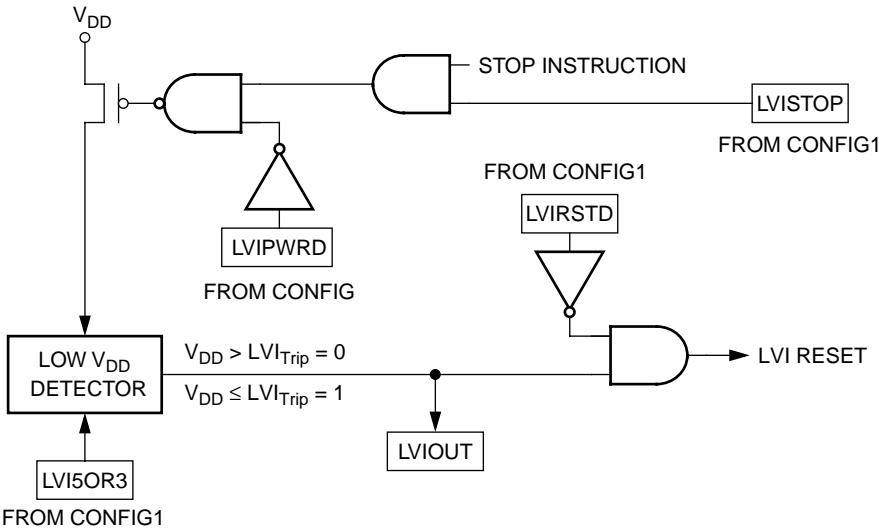 V_DD
STOP INSTRUCTION
LVISTOP
FROM CONFIG1
FROM CONFIG1
LVIRSTD
LVIPWRD
FROM CONFIG
LOW V_DD
DETECTOR
V_DD > LVI_Trip = 0
V_DD ≤ LVI_Trip = 1
LVI RESET
LVIOUT
LVI5OR3
FROM CONFIG1